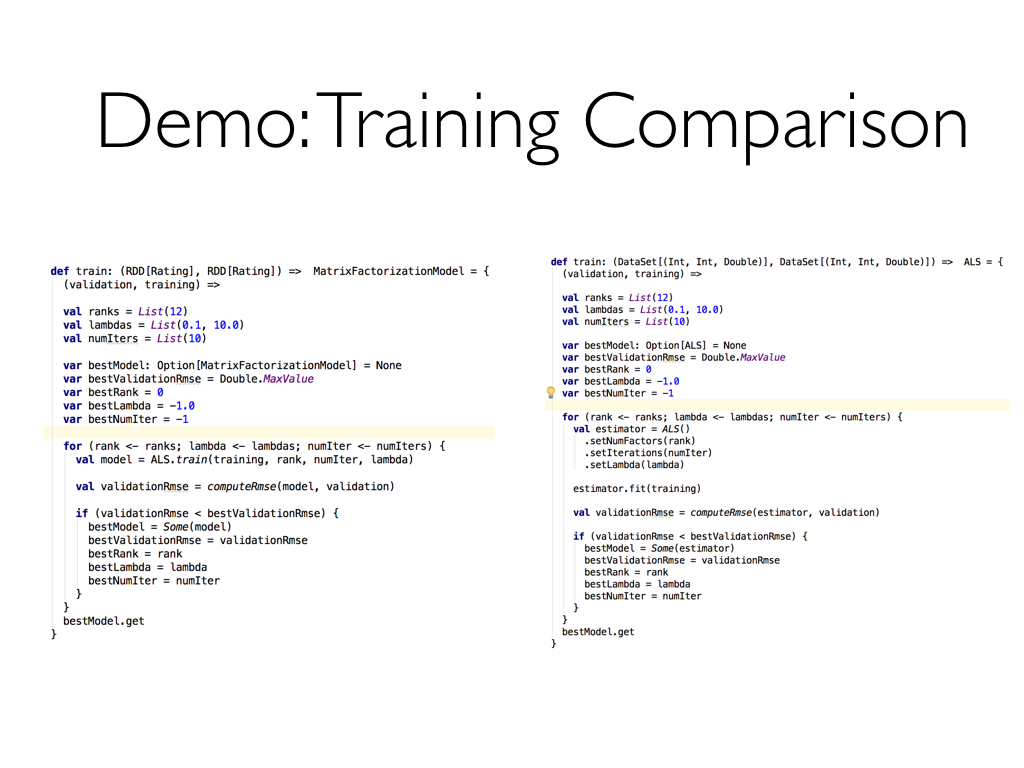 Demo: Training Comparison
def train: (RDD[Rating], RDD[Rating]) => MatrixFactorizationModel = {
(validation, training) =>
val ranks = List(12)
val lambdas = List(0.1, 10.0)
val numIters = List(10)
var bestModel: Option[MatrixFactorizationModel] = None
var bestValidationRmse = Double.MaxValue
var bestRank = 0
var bestLambda = -1.0
var bestNumIter = -1
for (rank <- ranks; lambda <- lambdas; numIter <- numIters) {
val model = ALS.train(training, rank, numIter, lambda)
val validationRmse = computeRmse(model, validation)
if (validationRmse < bestValidationRmse) {
bestModel = Some(model)
bestValidationRmse = validationRmse
bestRank = rank
bestLambda = lambda
bestNumIter = numIter
}
}
bestModel.get
}
def train: (DataSet[(Int, Int, Double)], DataSet[(Int, Int, Double)]) => ALS = {
(validation, training) =>
val ranks = List(12)
val lambdas = List(0.1, 10.0)
val numIters = List(10)
var bestModel: Option[ALS] = None
var bestValidationRmse = Double.MaxValue
var bestRank = 0
var bestLambda = -1.0
var bestNumIter = -1
for (rank <- ranks; lambda <- lambdas; numIter <- numIters) {
val estimator = ALS()
.setNumFactors(rank)
.setIterations(numIter)
.setLambda(lambda)
estimator.fit(training)
val validationRmse = computeRmse(estimator, validation)
if (validationRmse < bestValidationRmse) {
bestModel = Some(estimator)
bestValidationRmse = validationRmse
bestRank = rank
bestLambda = lambda
bestNumIter = numIter
}
}
bestModel.get
}